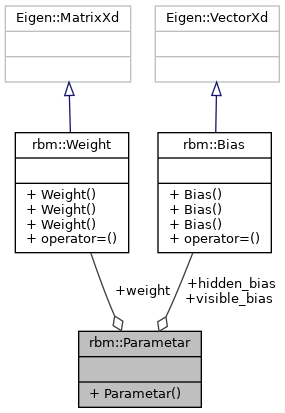 Eigen::MatrixXd
Eigen::VectorXd
rbm::Weight
+ Weight()
+ Weight()
+ Weight()
+ operator=()
rbm::Bias
+ Bias()
+ Bias()
+ Bias()
+ operator=()
+weight
+hidden_bias
+visible_bias
rbm::Parametar
+ Parametar()